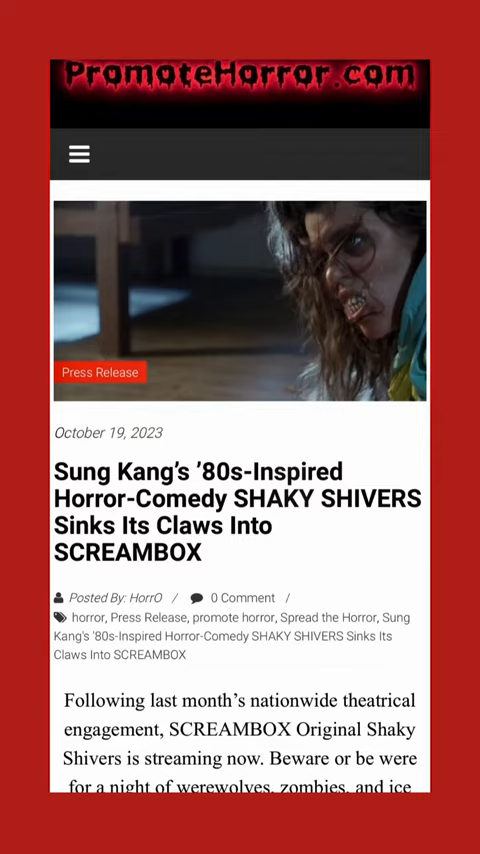 PromoteHorror.com
Press Release
October 19, 2023
Sung Kang's ’80s-Inspired
Horror-Comedy SHAKY SHIVERS
Sinks Its Claws Into
SCREAMBOX
Posted By: HorrO / 0 Comment /
horror, Press Release, promote horror, Spread the Horror, Sung
Kang's '80s-Inspired Horror-Comedy SHAKY SHIVERS Sinks Its
Claws Into SCREAMBOX
Following last month’s nationwide theatrical
engagement, SCREAMBOX Original Shaky
Shivers is streaming now. Beware or be were
for a night of werewolves, zombies, and ice